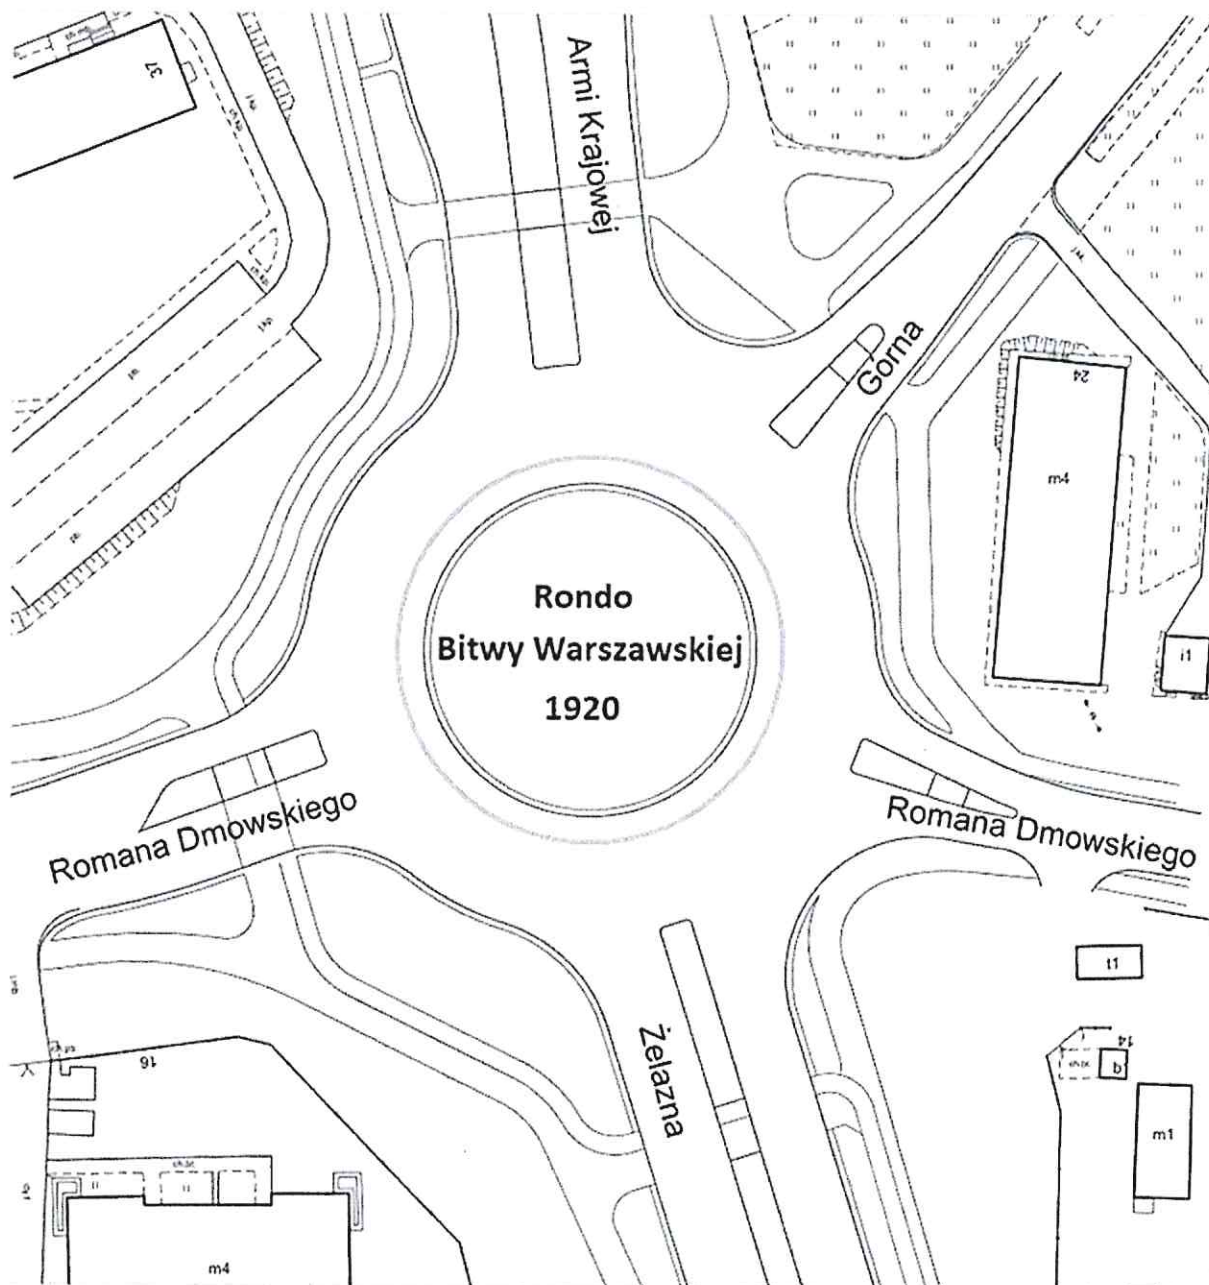 37
Armi Krajowej
Górna
24
m4
i1
Rondo
Bitwy Warszawskiej
1920
Romana Dmowskiego
Romana Dmowskiego
Żelazna
t1
14
b
m1
16
m4